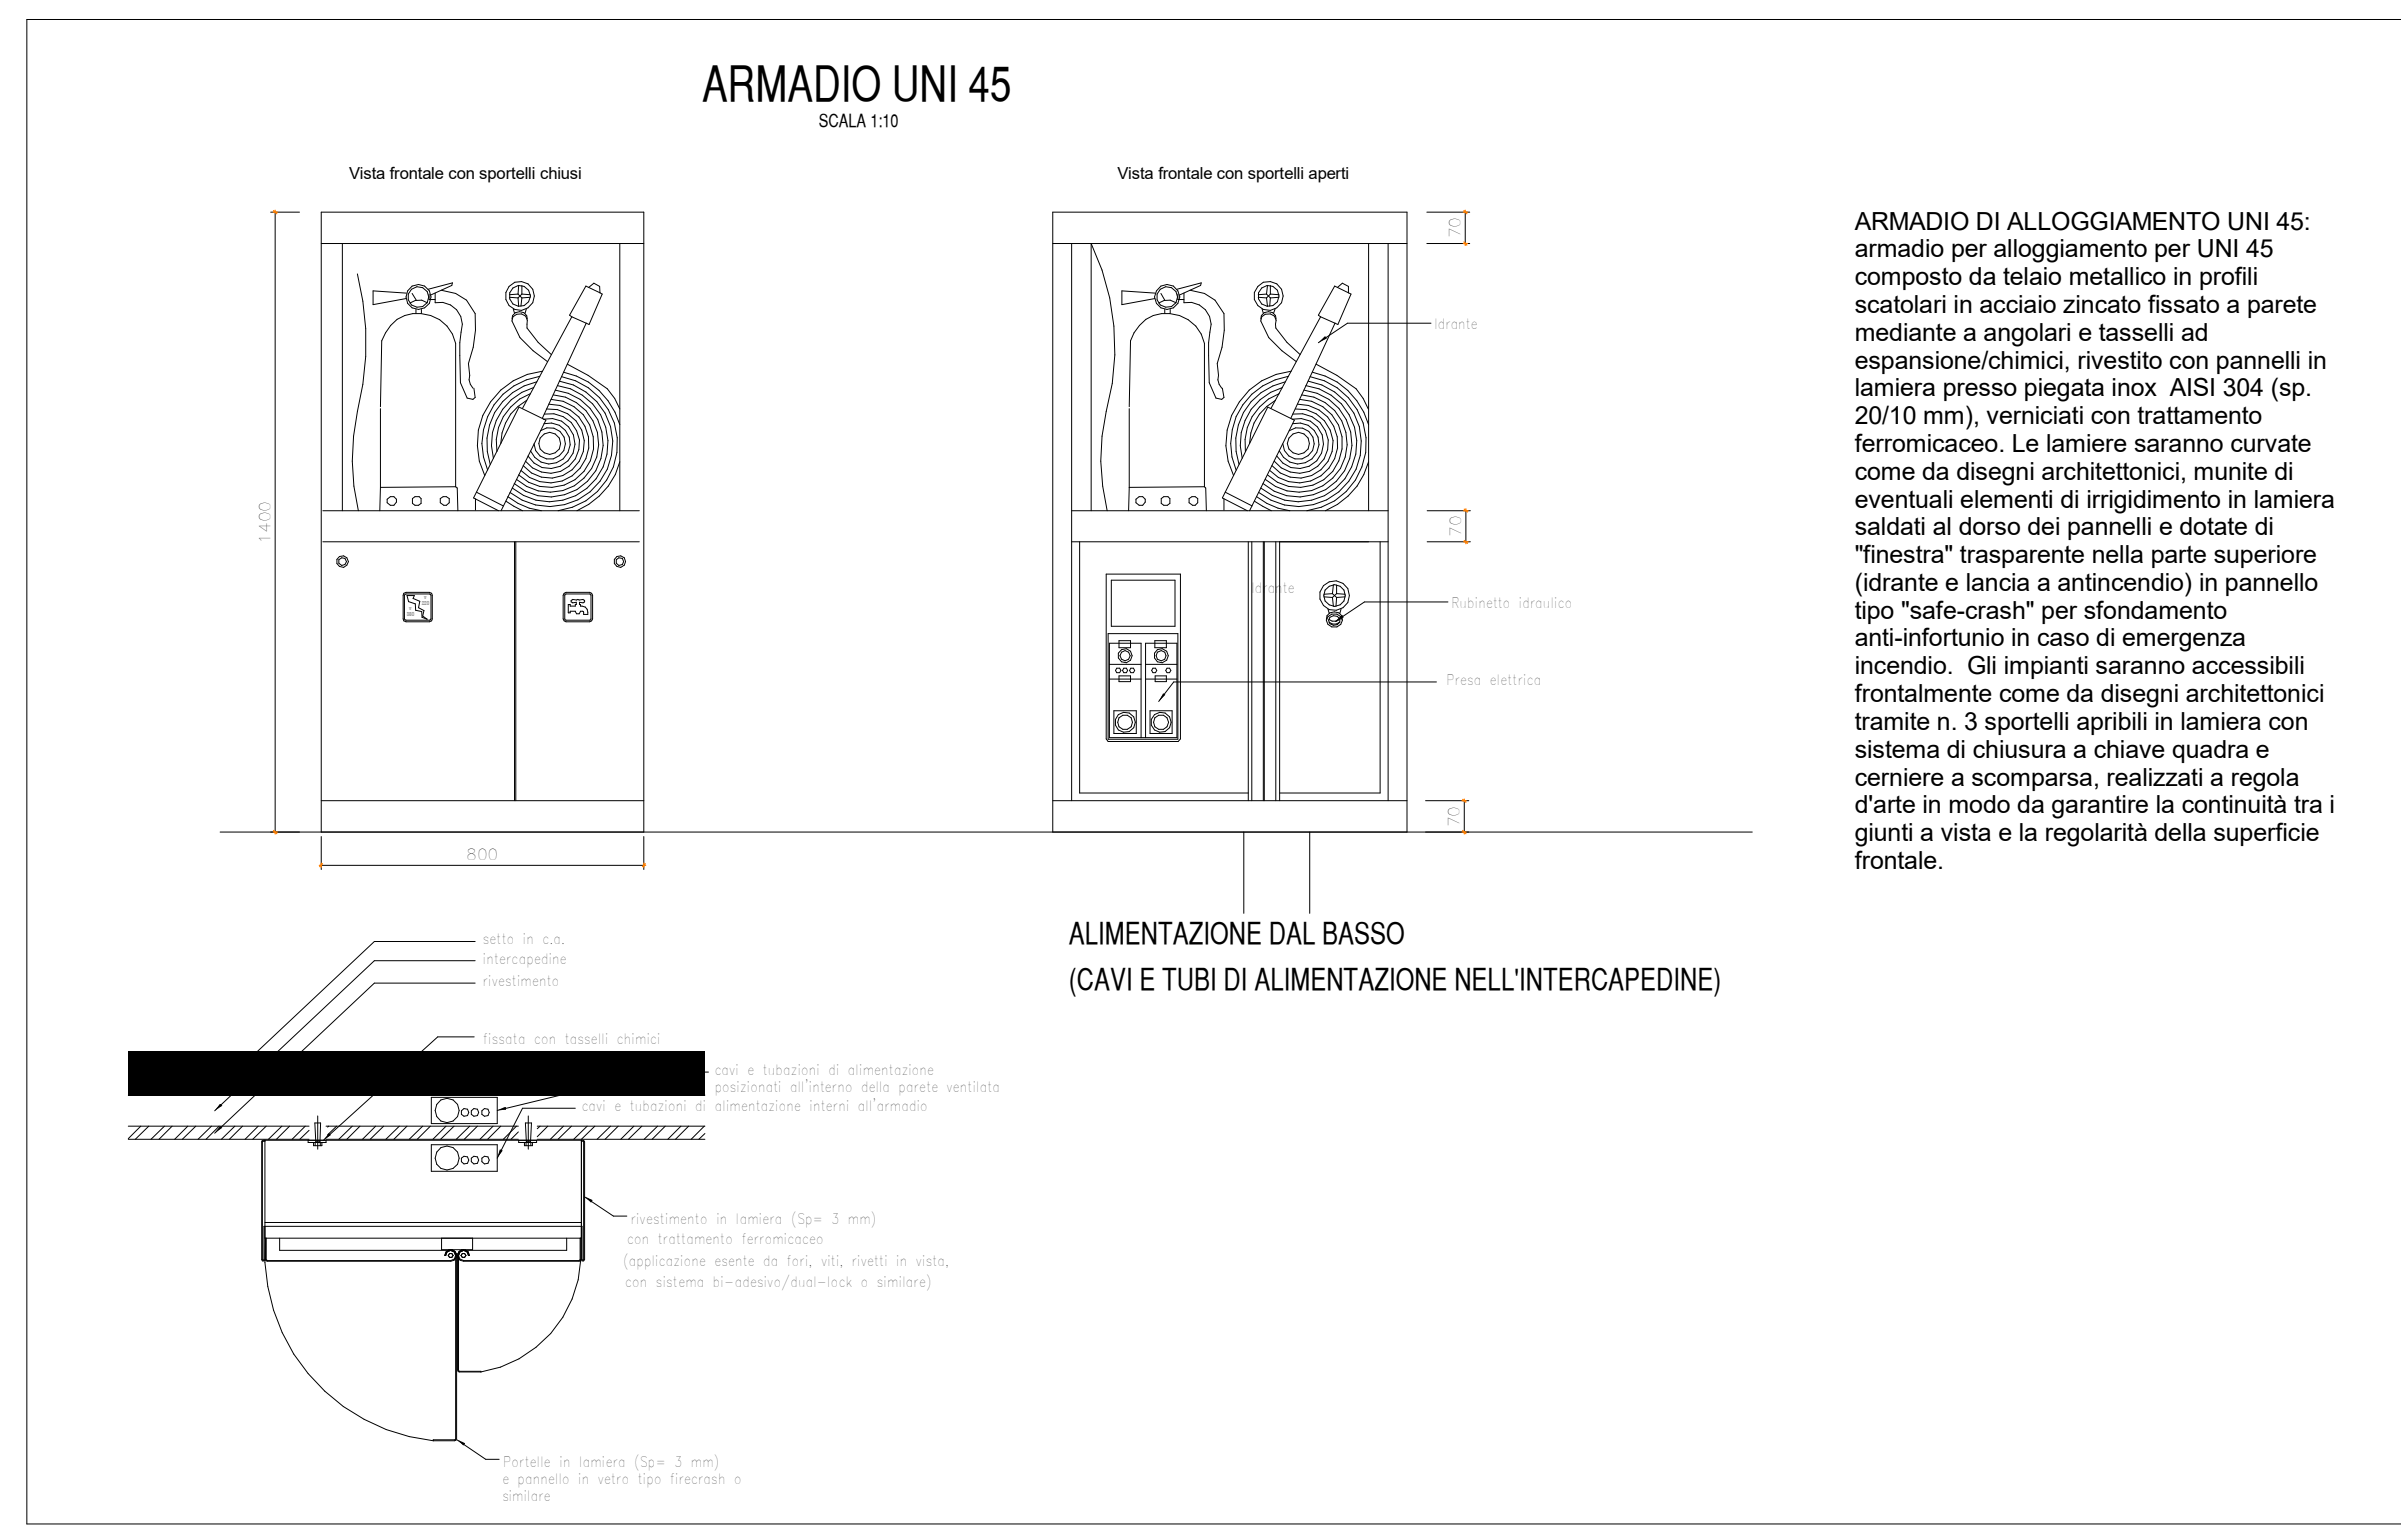 ARMADIO UNI 45
SCALA 1:10
Vista frontale con sportelli chiusi
Vista frontale con sportelli aperti
1400
800
70
70
70
Idrante
Idrante
Rubinetto idraulico
Presa elettrica
ALIMENTAZIONE DAL BASSO
(CAVI E TUBI DI ALIMENTAZIONE NELL'INTERCAPEDINE)
setto in c.a.
intercapedine
rivestimento
fissata con tasselli chimici
cavi e tubazioni di alimentazione
posizionati all'interno della parete ventilata
cavi e tubazioni di alimentazione interni all'armadio
rivestimento in lamiera (Sp= 3 mm)
con trattamento ferromicaceo
(applicazione esente da fori, viti, rivetti in vista,
con sistema bi-adesivo/dual-lock o similare)
Portelle in lamiera (Sp= 3 mm)
e pannello in vetro tipo firecrash o
similare
ARMADIO DI ALLOGGIAMENTO UNI 45:
armadio per alloggiamento per UNI 45
composto da telaio metallico in profili
scatolari in acciaio zincato fissato a parete
mediante a angolari e tasselli ad
espansione/chimici, rivestito con pannelli in
lamiera presso piegata inox  AISI 304 (sp.
20/10 mm), verniciati con trattamento
ferromicaceo. Le lamiere saranno curvate
come da disegni architettonici, munite di
eventuali elementi di irrigidimento in lamiera
saldati al dorso dei pannelli e dotate di
"finestra" trasparente nella parte superiore
(idrante e lancia a antincendio) in pannello
tipo "safe-crash" per sfondamento
anti-infortunio in caso di emergenza
incendio.  Gli impianti saranno accessibili
frontalmente come da disegni architettonici
tramite n. 3 sportelli apribili in lamiera con
sistema di chiusura a chiave quadra e
cerniere a scomparsa, realizzati a regola
d'arte in modo da garantire la continuità tra i
giunti a vista e la regolarità della superficie
frontale.